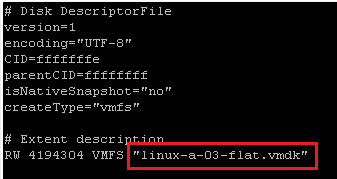 # Disk DescriptorFile
version=1
encoding="UTF-8"
CID=fffffffe
parentCID=ffffffff
isNativeSnapshot="no"
createType="vmfs"
# Extent description
RW 4194304 VMFS "linux-a-03-flat.vmdk"